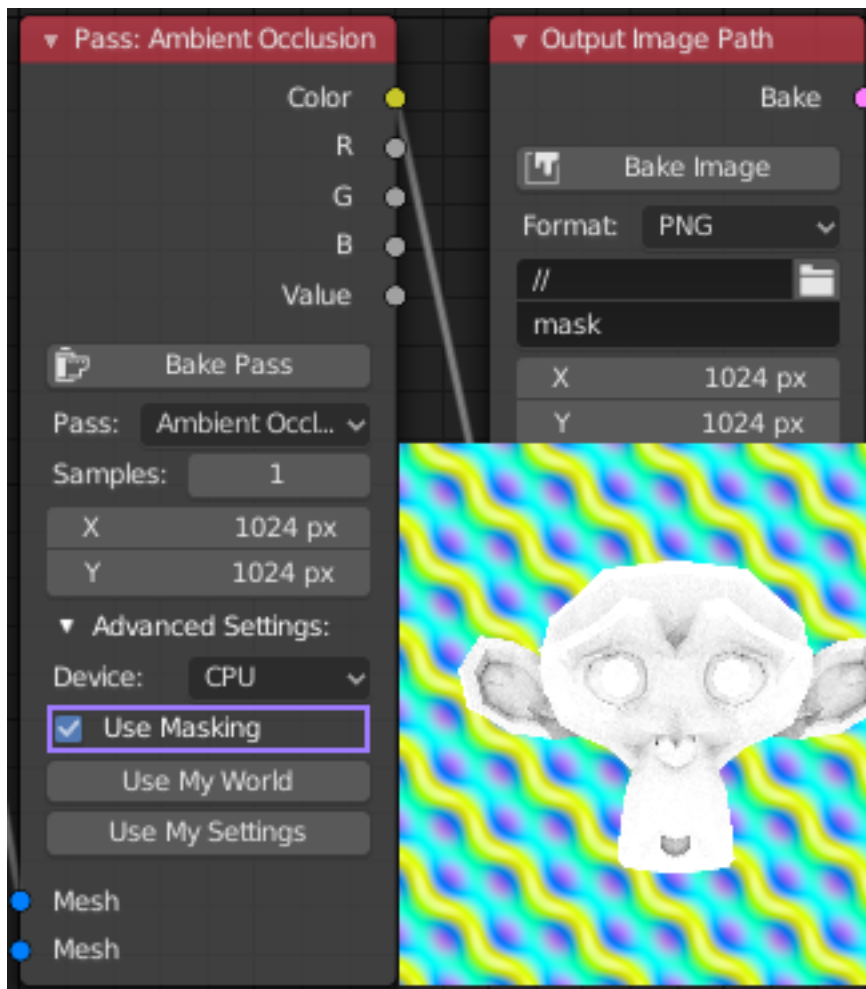 Pass: Ambient Occlusion
Color
R
G
B
Value
Bake Pass
Pass: Ambient Occl...
Samples: 1
X 1024 px
Y 1024 px
Advanced Settings:
Device: CPU
Use Masking
Use My World
Use My Settings
Mesh
Mesh
Output Image Path
Bake
Bake Image
Format: PNG
//
mask
X 1024 px
Y 1024 px